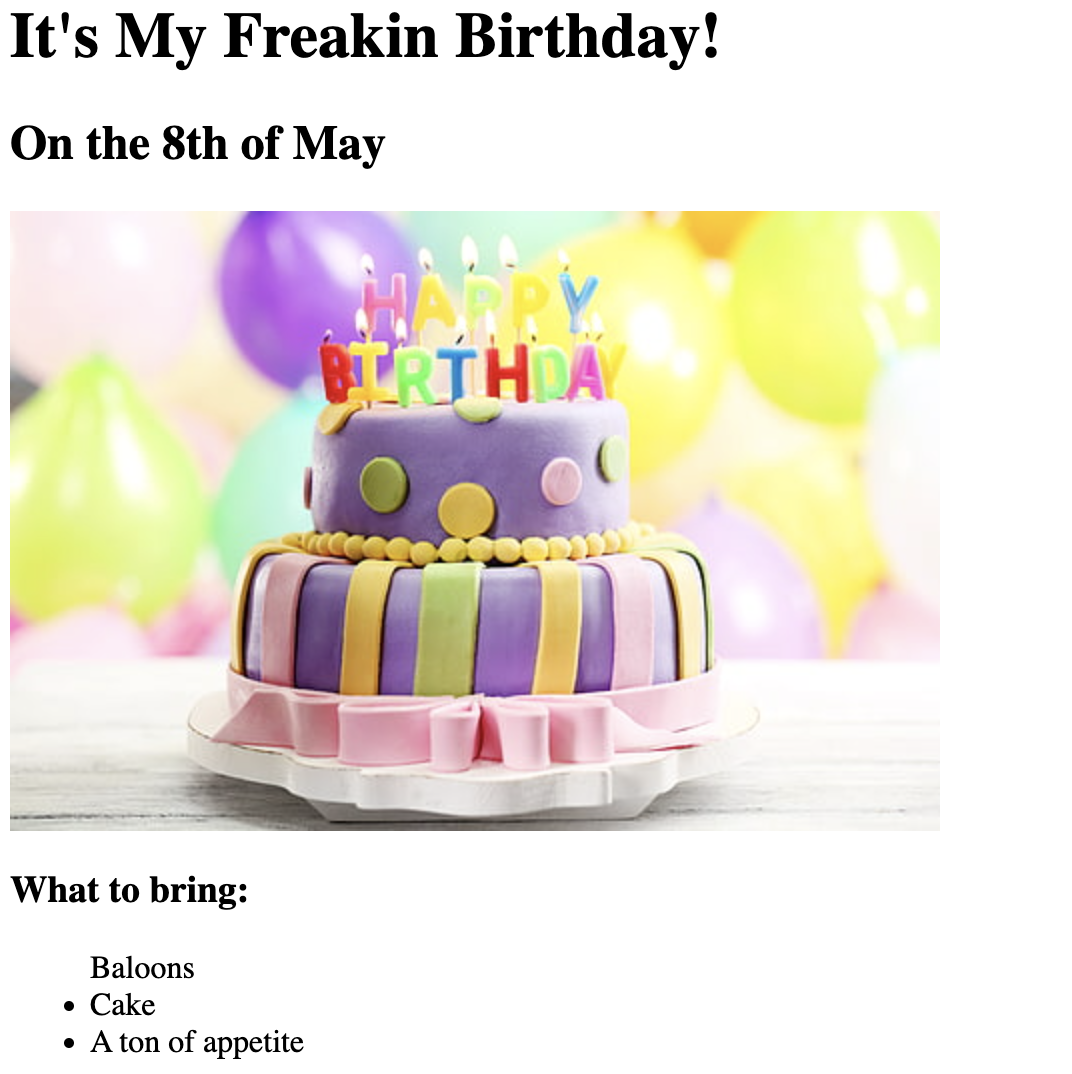 It's My Freakin Birthday!
On the 8th of May
HAPPY
BIRTHDAY
What to bring:
Baloons
Cake
A ton of appetite